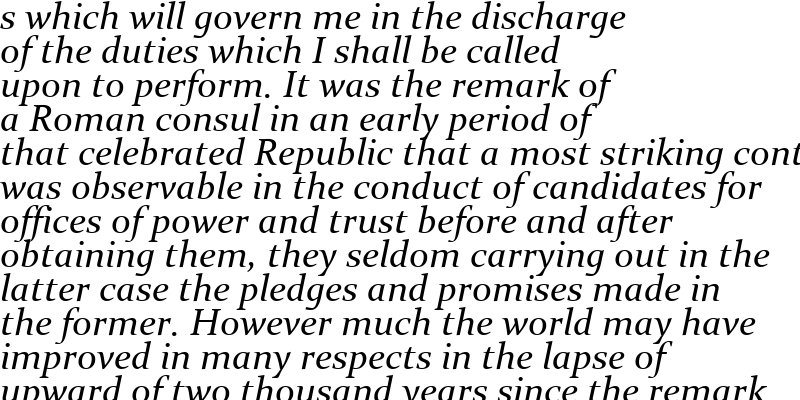 s which will govern me in the discharge
of the duties which I shall be called
upon to perform. It was the remark of
a Roman consul in an early period of
that celebrated Republic that a most striking cont
was observable in the conduct of candidates for
offices of power and trust before and after
obtaining them, they seldom carrying out in the
latter case the pledges and promises made in
the former. However much the world may have
improved in many respects in the lapse of
upward of two thousand years since the remark